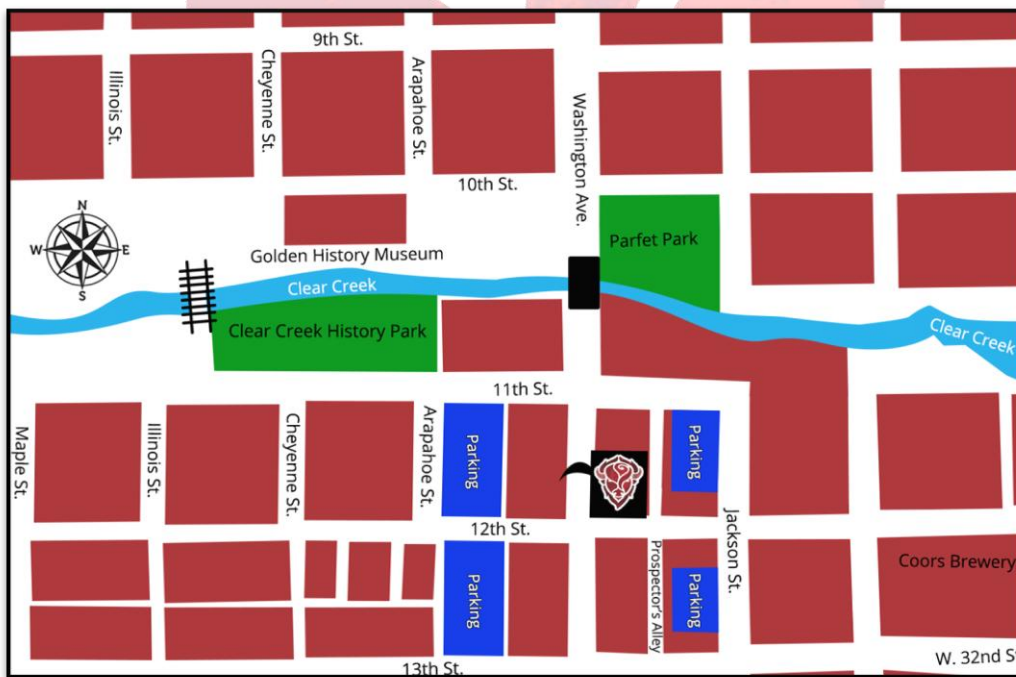 9th St.
Illinois St.
Cheyenne St.
Arapahoe St.
Washington Ave.
10th St.
N
W
E
S
Parfet Park
Golden History Museum
Clear Creek
Clear Creek History Park
Clear Creek
11th St.
Maple St.
Illinois St.
Cheyenne St.
Arapahoe St.
Parking
Parking
12th St.
Jackson St.
Prospector's Alley
Parking
Parking
Coors Brewery
13th St.
W. 32nd St